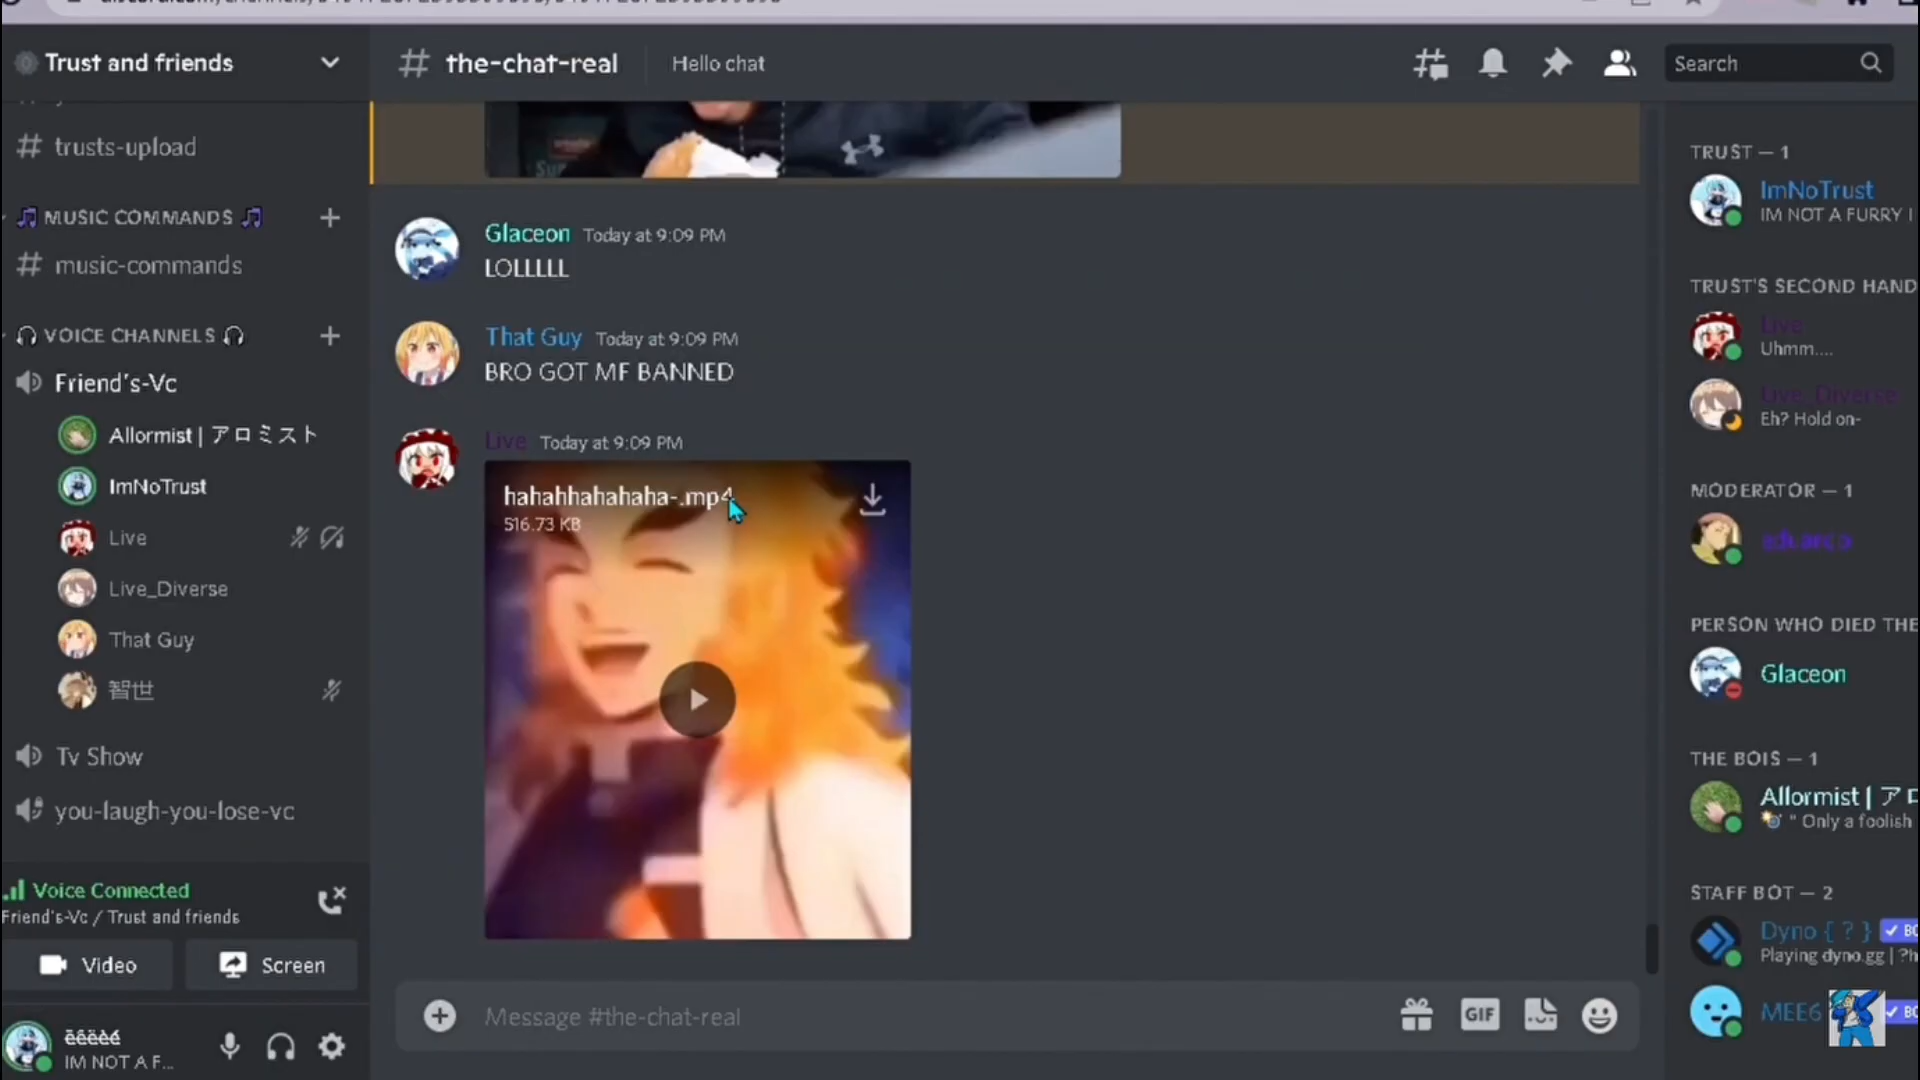 Trust and friends
# the-chat-real
Hello chat
Search
# trusts-upload
MUSIC COMMANDS
# music-commands
VOICE CHANNELS
Friend's-Vc
Allormist | アロミスト
ImNoTrust
Live
Live_Diverse
That Guy
智世
Tv Show
you-laugh-you-lose-vc
Voice Connected
Friend's-Vc / Trust and friends
Video
Screen
ēēēēé
IM NOT A F...
Glaceon Today at 9:09 PM
LOLLLLL
That Guy Today at 9:09 PM
BRO GOT MF BANNED
Live Today at 9:09 PM
hahahhahahaha-.mp4
516.73 KB
Message #the-chat-real
GIF
TRUST — 1
ImNoTrust
IM NOT A FURRY I
TRUST'S SECOND HAND
Live
Uhmm....
Live_Diverse
Eh? Hold on-
MODERATOR — 1
PERSON WHO DIED THE
Glaceon
THE BOIS — 1
Allormist | アロ
" Only a foolish
STAFF BOT — 2
Dyno { ? }
Playing dyno.gg | ?h
MEE6